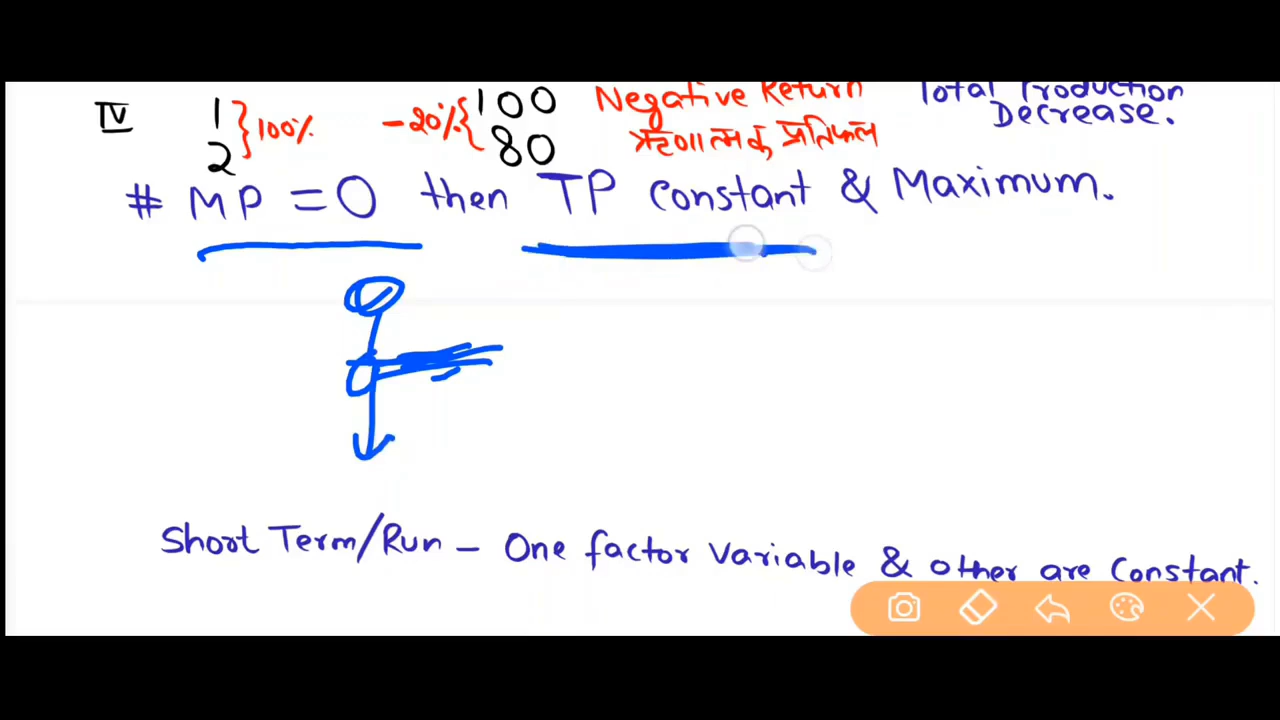 IV 1 } 100% -20% { 100 Negative Return Total Production
2 80 ऋणात्मक प्रतिफल Decrease.
# MP = 0 then TP Constant & Maximum.
Short Term/Run - One factor Variable & other are Constant.